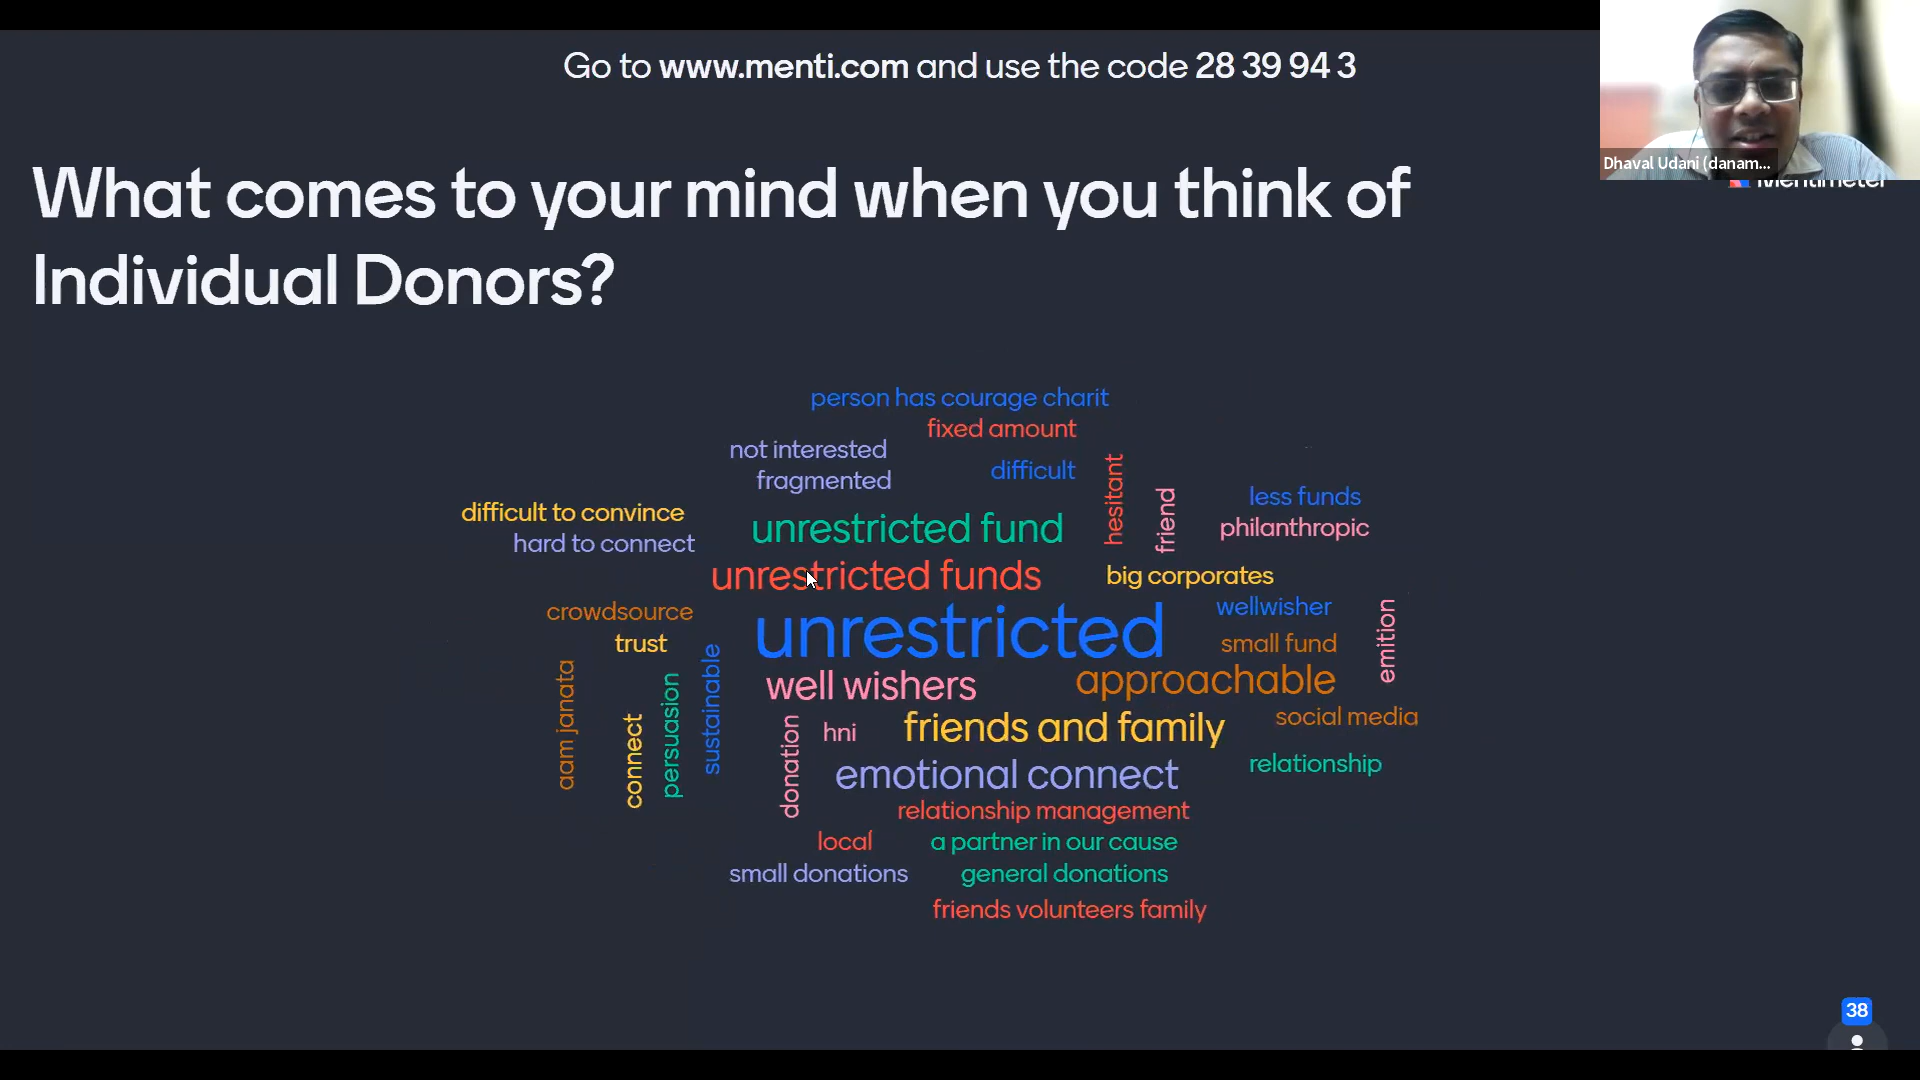 Go to www.menti.com and use the code 28 39 94 3
Dhaval Udani (danam...
Mentimeter
What comes to your mind when you think of
Individual Donors?
person has courage charit
fixed amount
not interested
difficult
fragmented
hesitant
friend
less funds
difficult to convince
unrestricted fund
philanthropic
hard to connect
unrestricted funds
big corporates
crowdsource
wellwisher
emition
trust
unrestricted
small fund
aam janata
connect
persuasion
sustainable
well wishers
approachable
donation
hni
friends and family
social media
emotional connect
relationship
relationship management
local
a partner in our cause
small donations
general donations
friends volunteers family
38